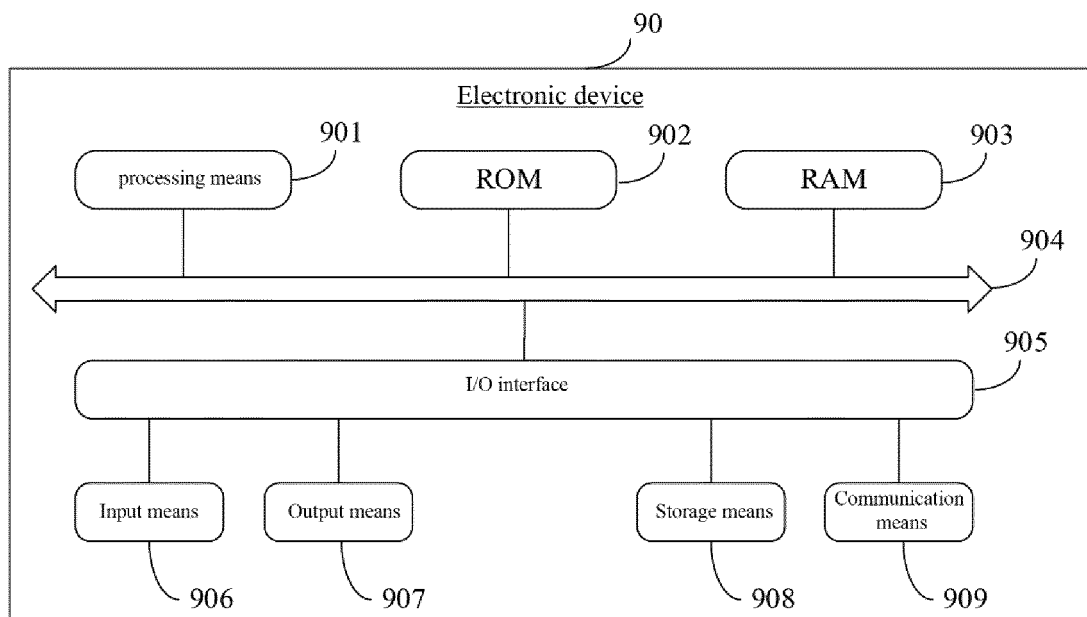 90
Electronic device
901
902
903
processing means
ROM
RAM
904
905
I/O interface
Input means
Output means
Storage means
Communication
means
906
907
908
909